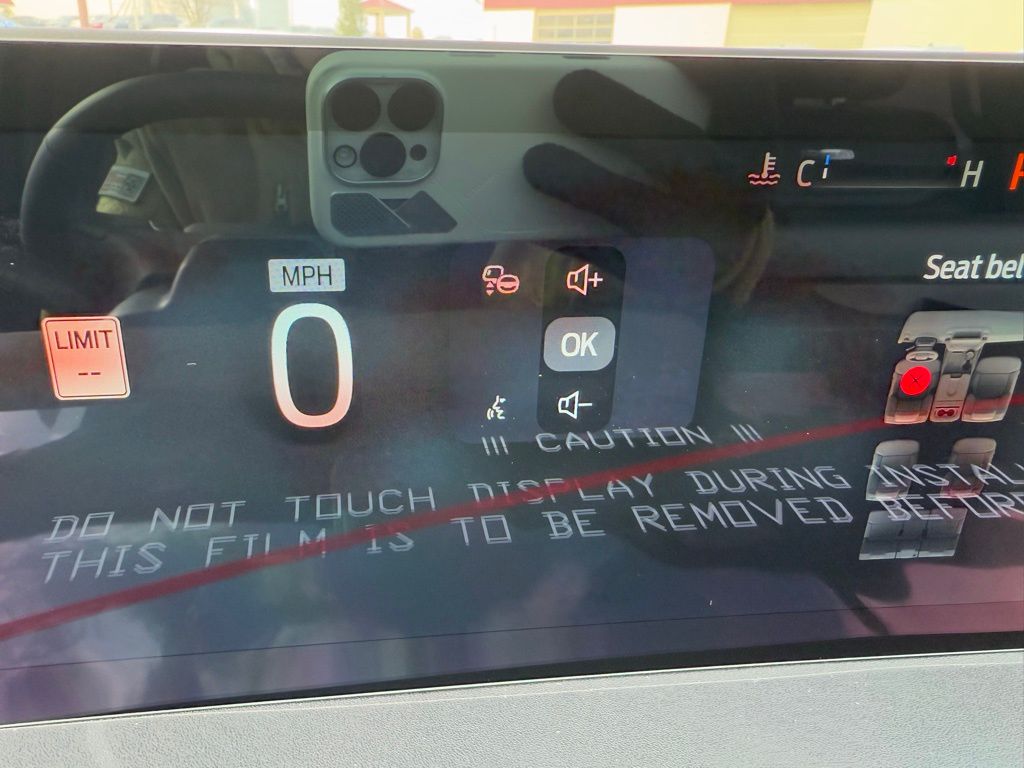 C H
MPH
Seat bel
LIMIT
--
0
OK
!!! CAUTION !!!
DO NOT TOUCH DISPLAY DURING INSTAL
THIS FILM IS TO BE REMOVED BEFOR